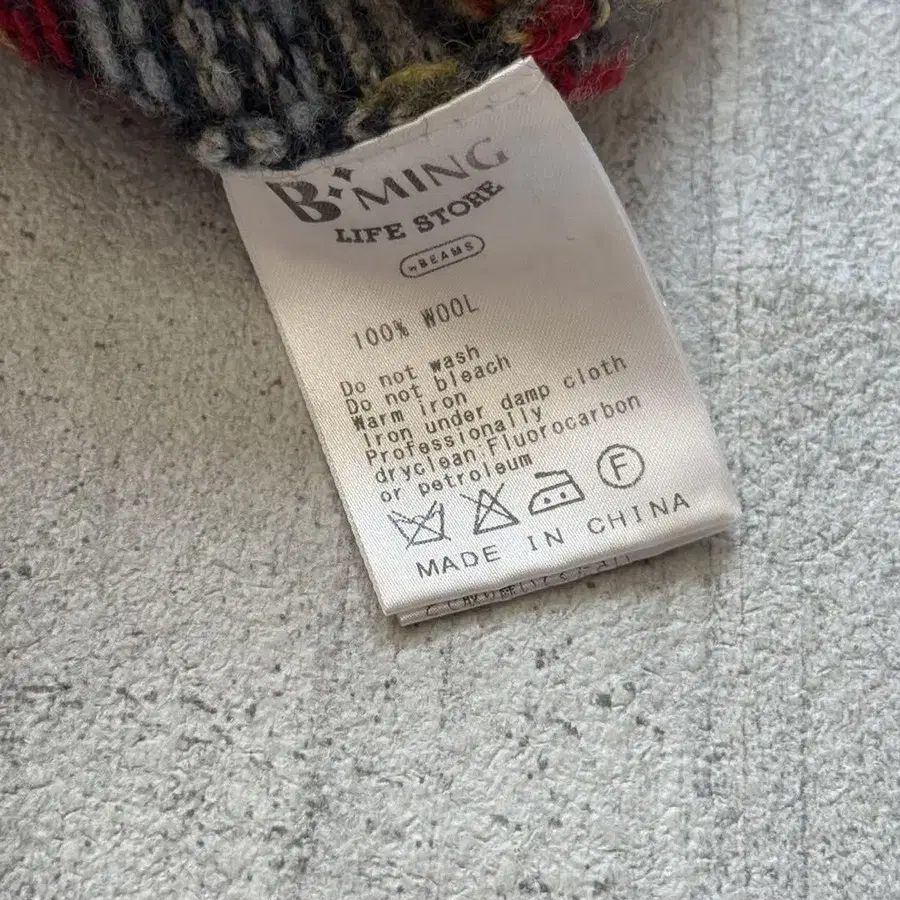 B:MING
LIFE STORE
by BEAMS
100% WOOL
Do not wash
Do not bleach
Warm iron
Iron under damp cloth
Professionally
dryclean:Fluorocarbon
or petroleum
F
MADE IN CHINA